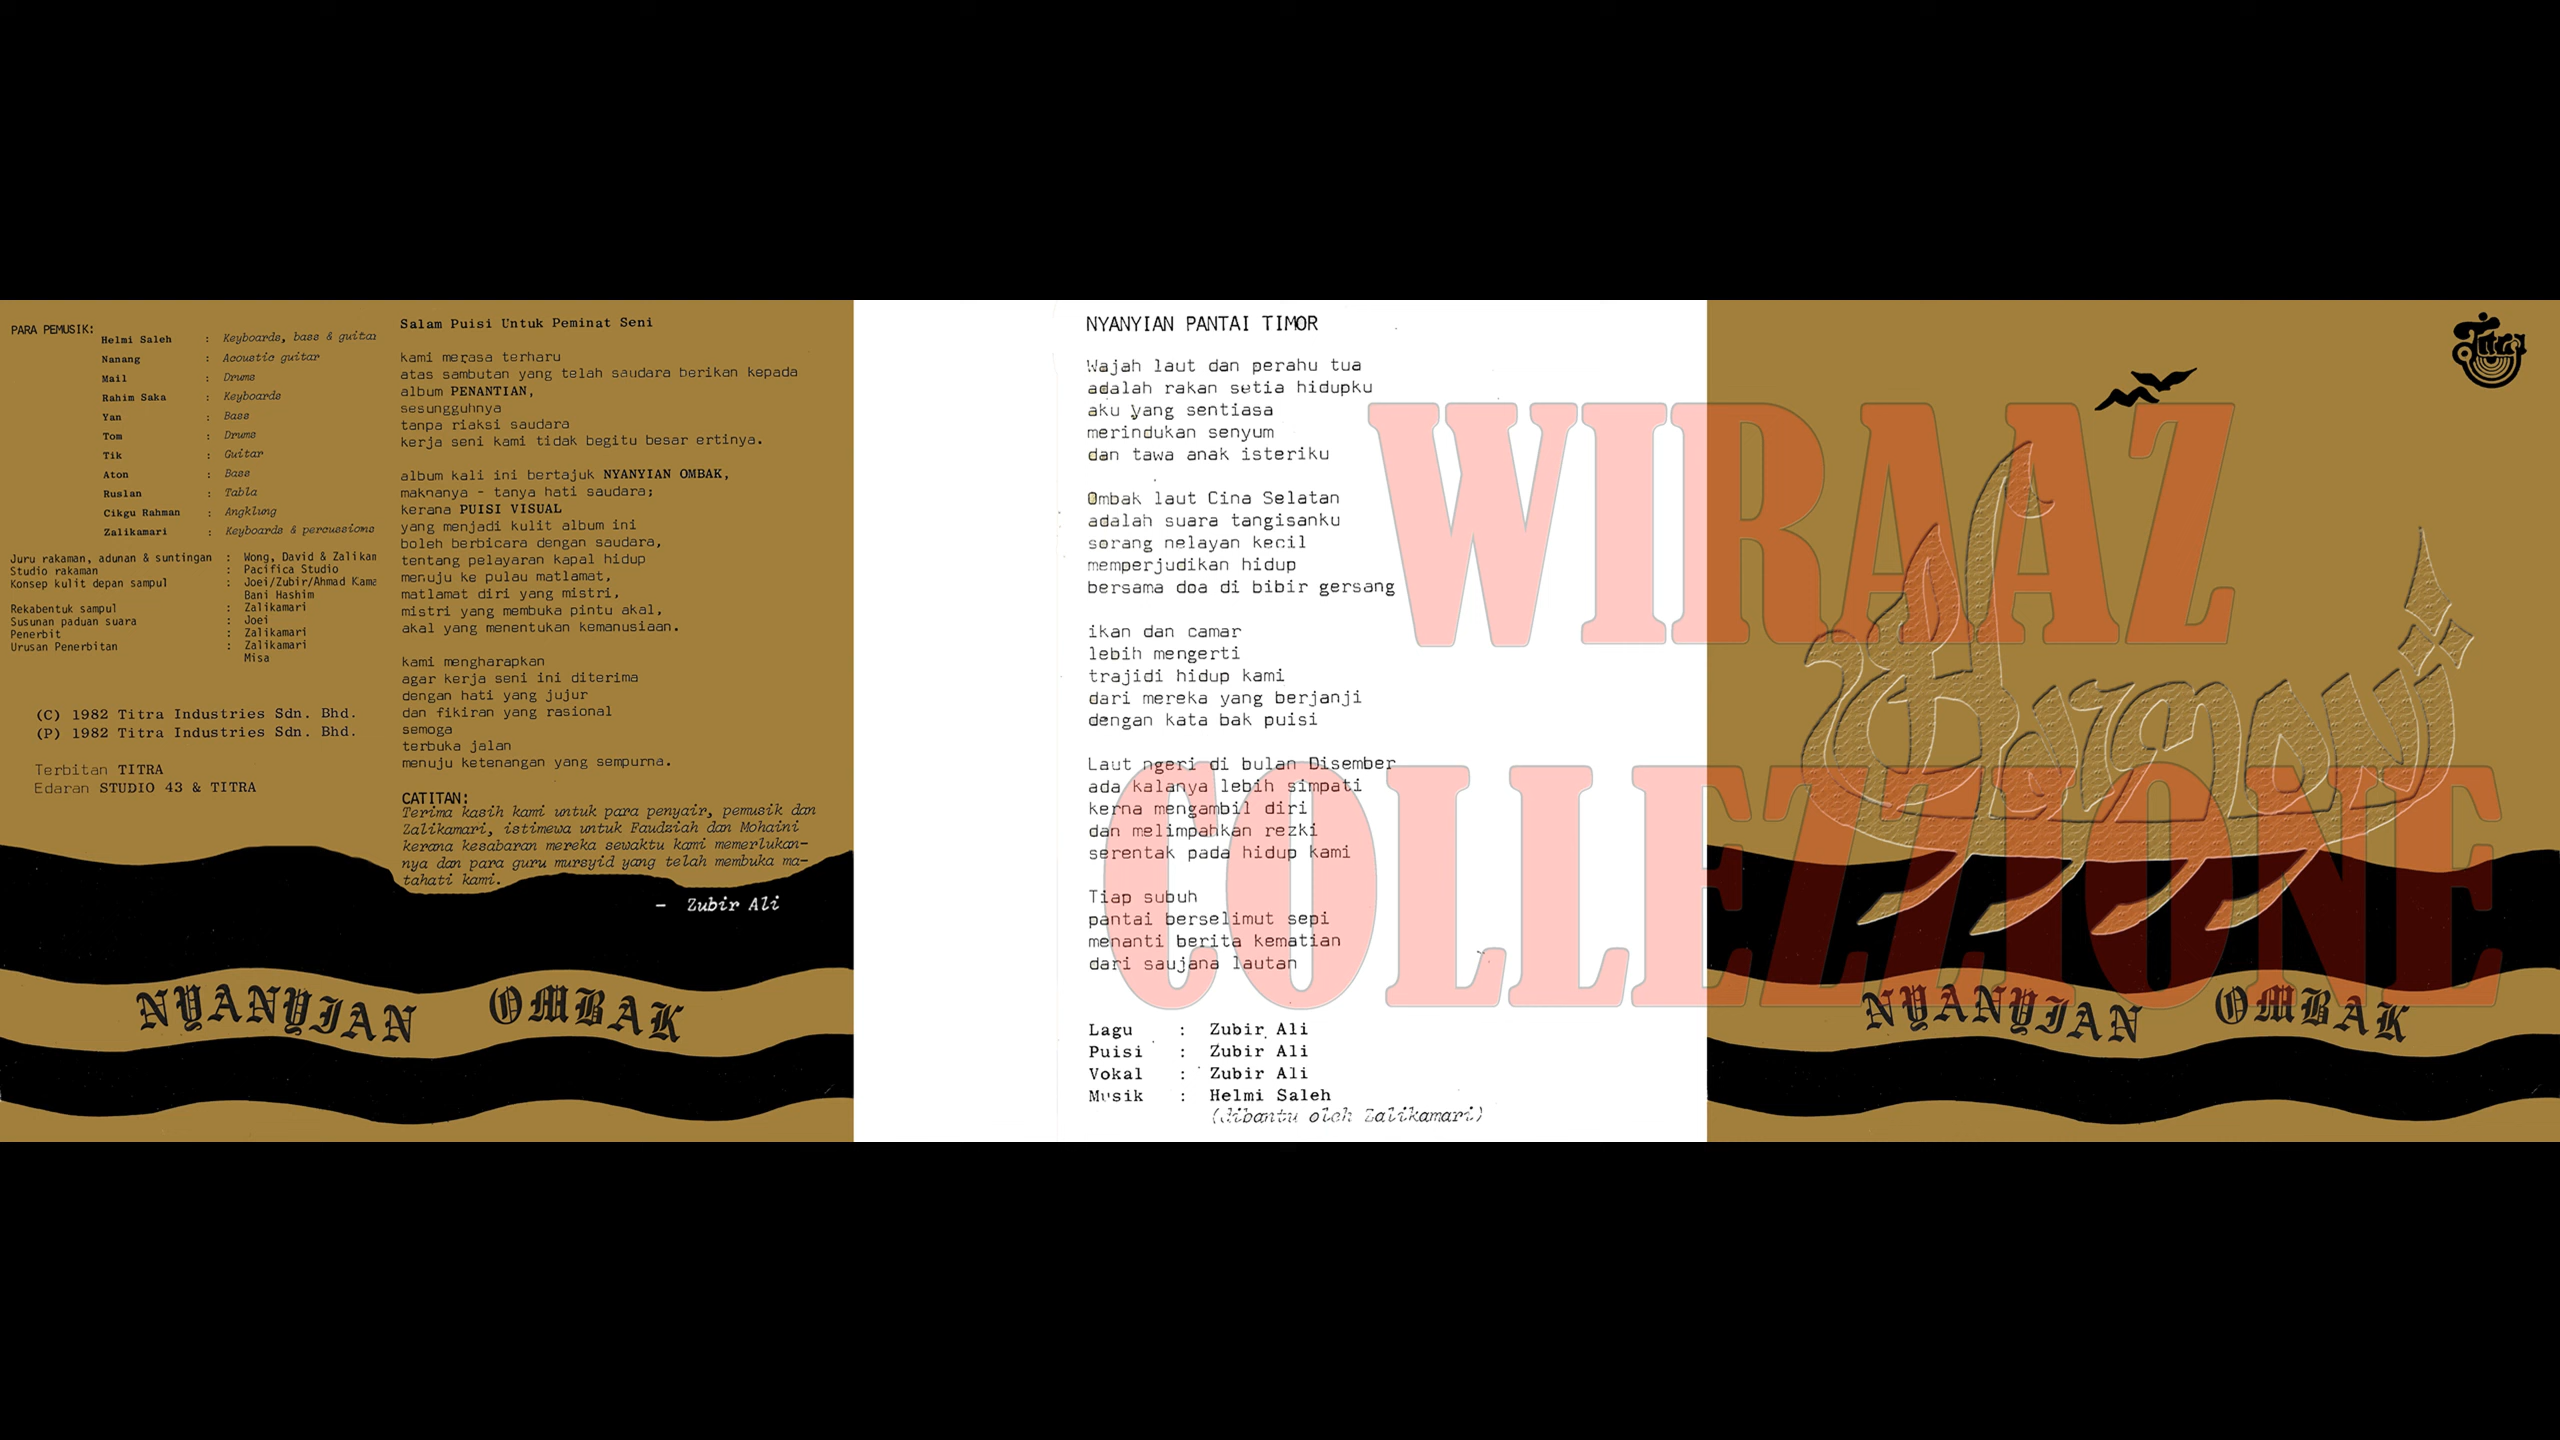 PARA PEMUSIK:
Helmi Saleh : Keyboards, bass & guitar
Nanang : Acoustic guitar
Mail : Drums
Rahim Saka : Keyboards
Yan : Bass
Tom : Drums
Tik : Guitar
Aton : Bass
Ruslan : Tabla
Cikgu Rahman : Angklung
Zalikamari : Keyboards & percussions
Juru rakaman, adunan & suntingan : Wong, David & Zalikam
Studio rakaman : Pacifica Studio
Konsep kulit depan sampul : Joei/Zubir/Ahmad Kama
Bani Hashim
Rekabentuk sampul : Zalikamari
Susunan paduan suara : Joei
Penerbit : Zalikamari
Urusan Penerbitan : Zalikamari
Misa
(C) 1982 Titra Industries Sdn. Bhd.
(P) 1982 Titra Industries Sdn. Bhd.
Terbitan TITRA
Edaran STUDIO 43 & TITRA
Salam Puisi Untuk Peminat Seni
kami merasa terharu
atas sambutan yang telah saudara berikan kepada
album PENANTIAN,
sesungguhnya
tanpa riaksi saudara
kerja seni kami tidak begitu besar ertinya.
album kali ini bertajuk NYANYIAN OMBAK,
maknanya - tanya hati saudara;
kerana PUISI VISUAL
yang menjadi kulit album ini
boleh berbicara dengan saudara,
tentang pelayaran kapal hidup
menuju ke pulau matlamat,
matlamat diri yang mistri,
mistri yang membuka pintu akal,
akal yang menentukan kemanusiaan.
kami mengharapkan
agar kerja seni ini diterima
dengan hati yang jujur
dan fikiran yang rasional
semoga
terbuka jalan
menuju ketenangan yang sempurna.
CATITAN:
Terima kasih kami untuk para penyair, pemusik dan
Zalikamari, istimewa untuk Faudziah dan Mohaini
kerana kesabaran mereka sewaktu kami memerlukan-
nya dan para guru mursyid yang telah membuka ma-
tahati kami.
- Zubir Ali
NYANYIAN OMBAK
NYANYIAN PANTAI TIMOR
Wajah laut dan perahu tua
adalah rakan setia hidupku
aku yang sentiasa
merindukan senyum
dan tawa anak isteriku
Ombak laut Cina Selatan
adalah suara tangisanku
sorang nelayan kecil
memperjudikan hidup
bersama doa di bibir gersang
ikan dan camar
lebih mengerti
trajidi hidup kami
dari mereka yang berjanji
dengan kata bak puisi
Laut ngeri di bulan Disember
ada kalanya lebih simpati
kerna mengambil diri
dan melimpahkan rezki
serentak pada hidup kami
Tiap subuh
pantai berselimut sepi
menanti berita kematian
dari saujana lautan
Lagu : Zubir Ali
Puisi : Zubir Ali
Vokal : Zubir Ali
Musik : Helmi Saleh
(dibantu oleh Zalikamari)
Titra
Harmoni
NYANYIAN OMBAK
WIRAAZ
COLLEZZIONE